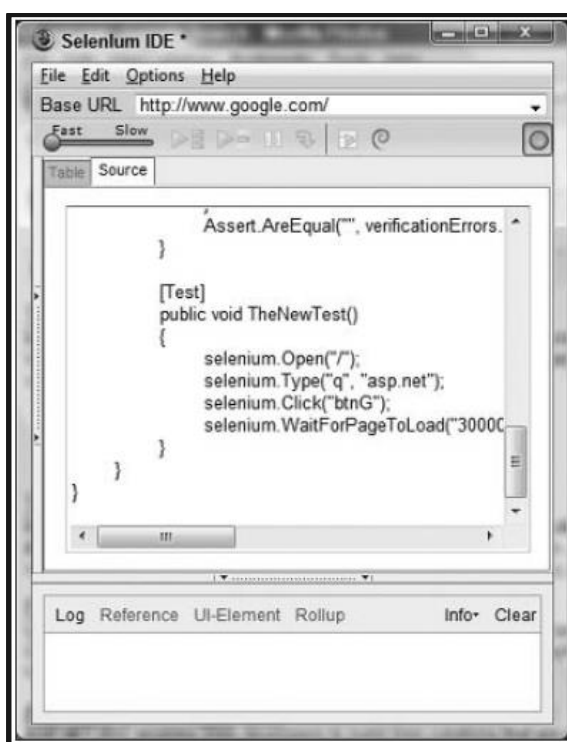 Selenium IDE *
File Edit Options Help
Base URL http://www.google.com/
Fast Slow
Table Source
Assert.AreEqual("", verificationErrors.
}
[Test]
public void TheNewTest()
{
selenium.Open("/");
selenium.Type("q", "asp.net");
selenium.Click("btnG");
selenium.WaitForPageToLoad("30000
}
}
}
Log Reference UI-Element Rollup Info Clear